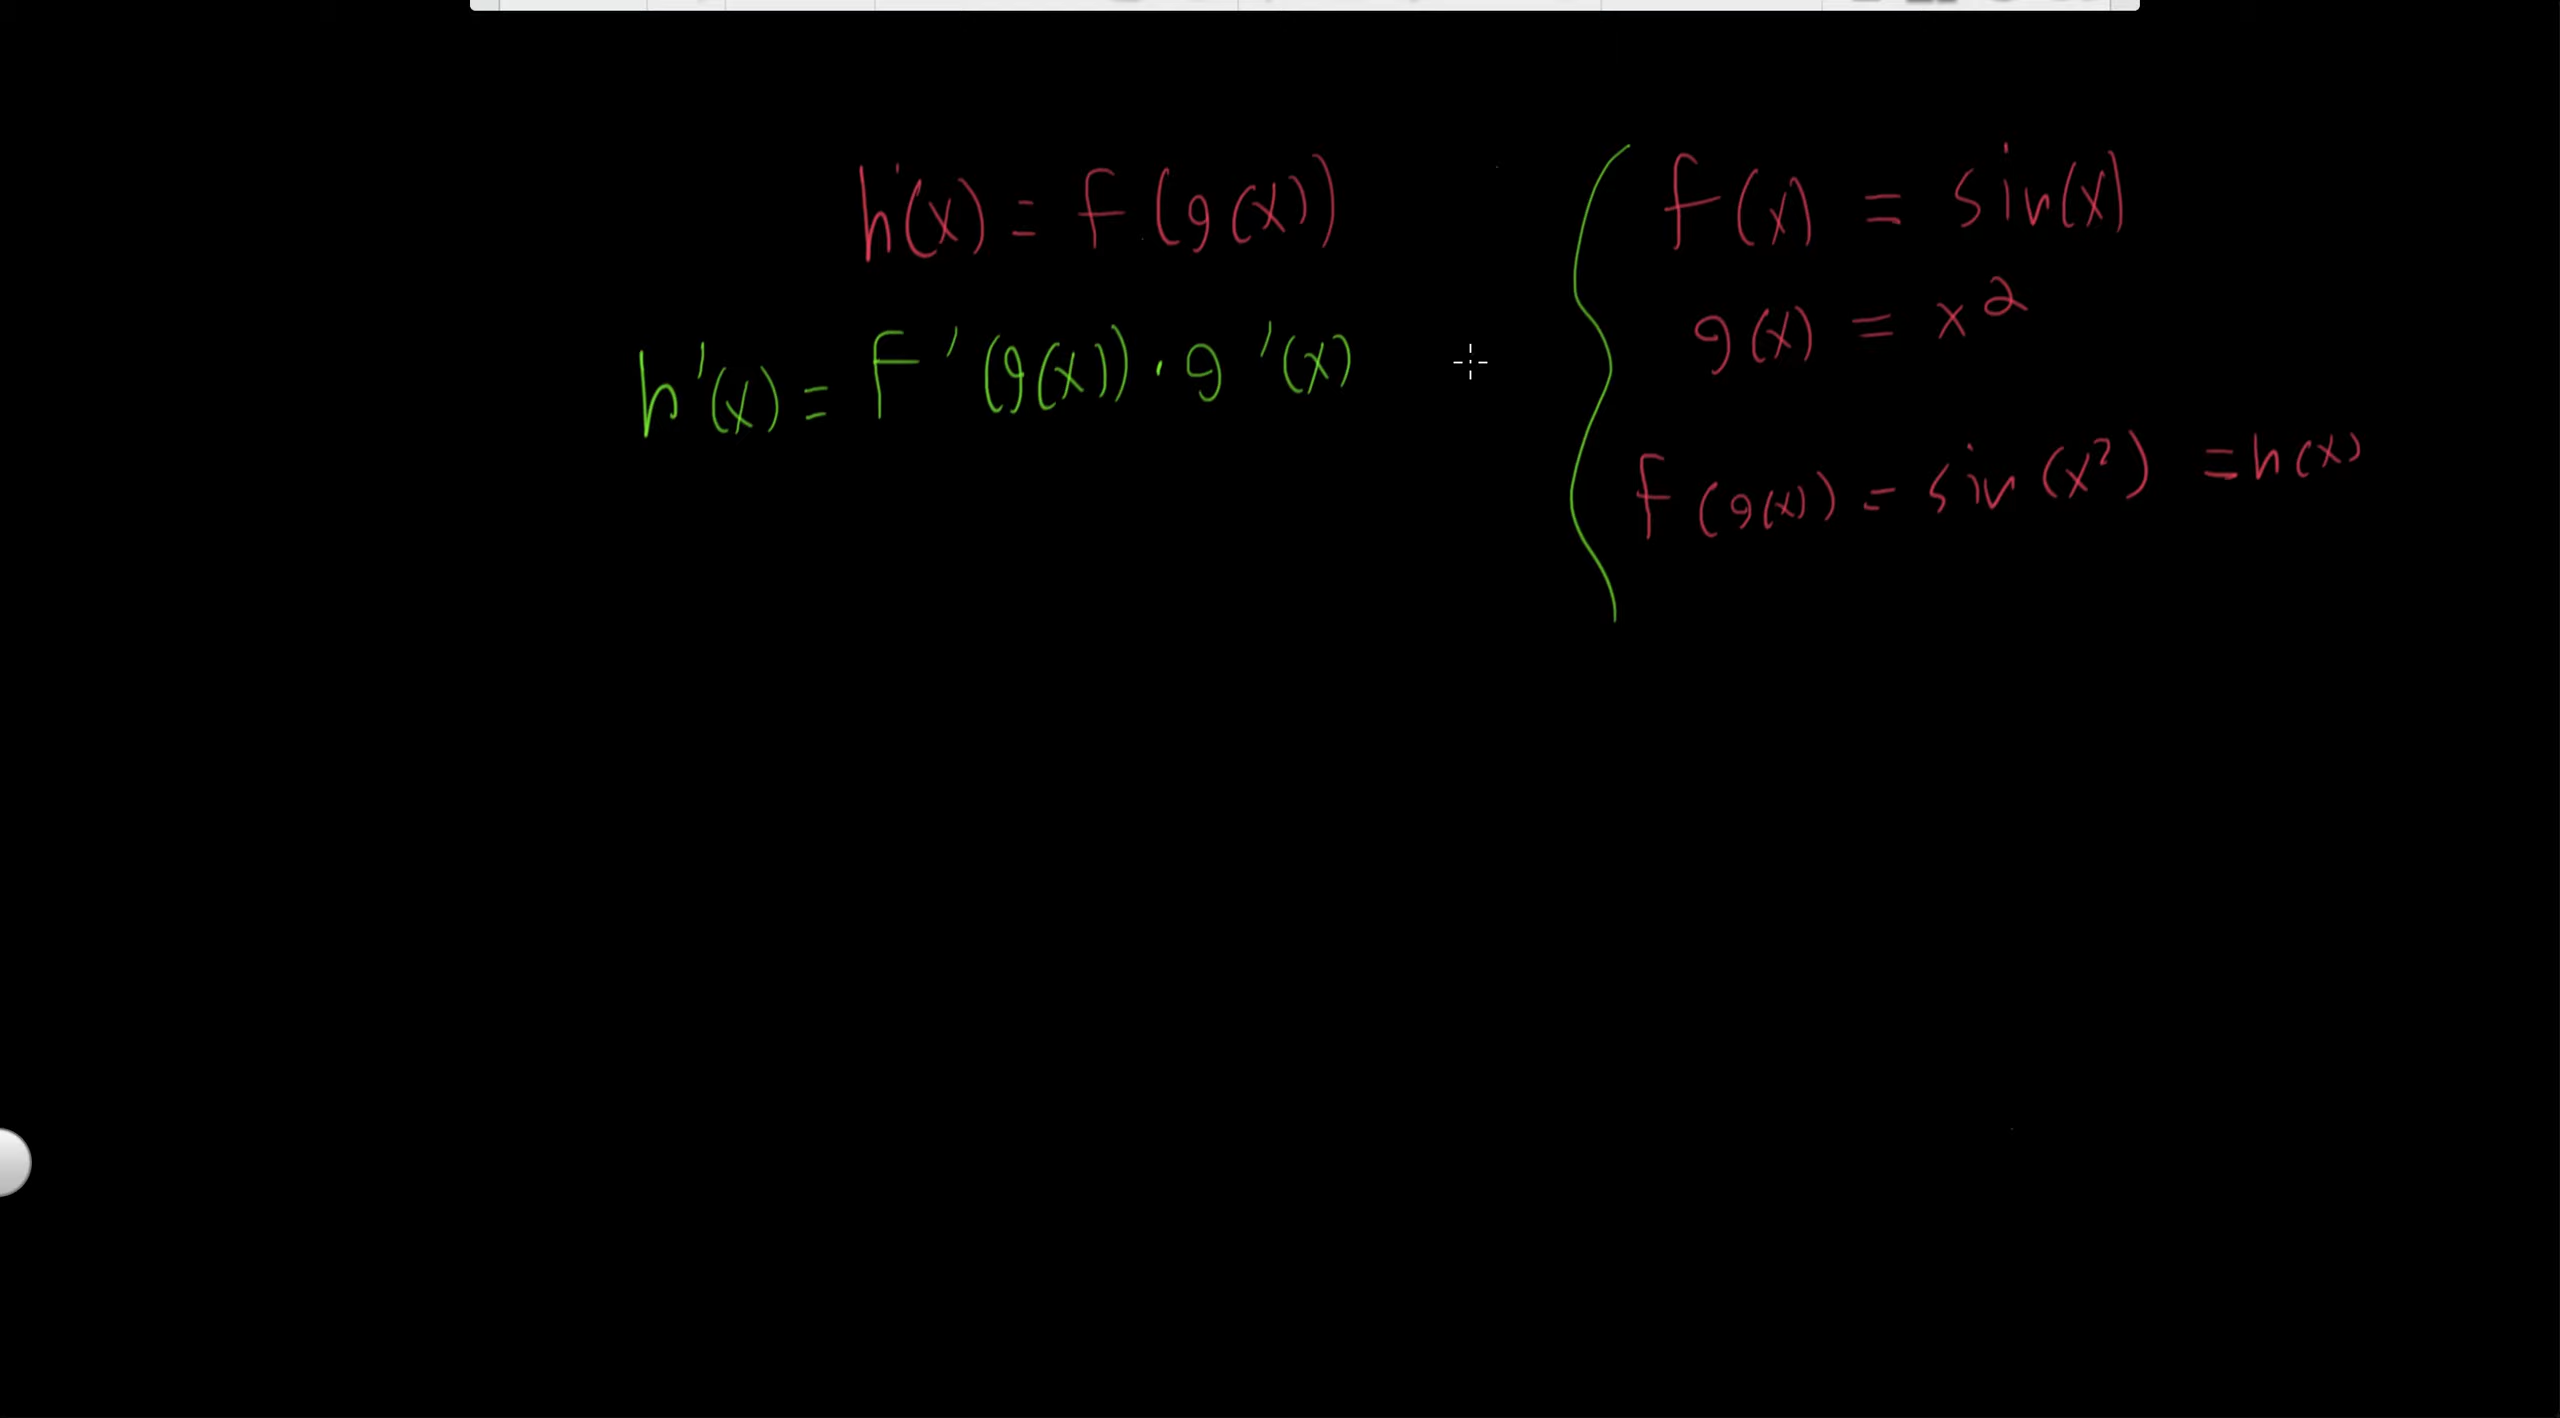 h'(x) = f(g(x))
h'(x) = f'(g(x)) · g'(x)
f(x) = sin(x)
g(x) = x²
f(g(x)) = sin(x²) = h(x)